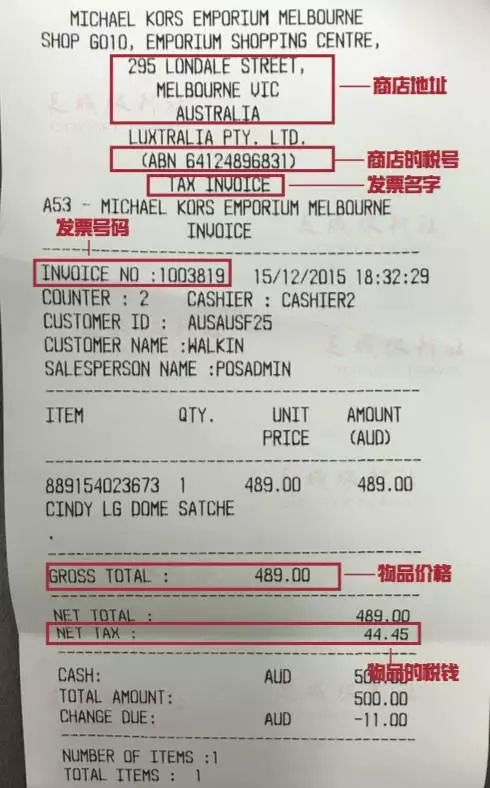 MICHAEL KORS EMPORIUM MELBOURNE
SHOP G010, EMPORIUM SHOPPING CENTRE,
295 LONDALE STREET,
MELBOURNE VIC
商店地址
AUSTRALIA
LUXTRALIA PTY. LTD.
(ABN 64124896831)
商店的税号
TAX INVOICE
发票名字
A53 - MICHAEL KORS EMPORIUM MELBOURNE
发票号码
INVOICE
INVOICE NO :1003819 15/12/2015 18:32:29
COUNTER : 2 CASHIER : CASHIER2
CUSTOMER ID : AUSAUSF25
CUSTOMER NAME :WALKIN
SALESPERSON NAME :POSADMIN
ITEM QTY. UNIT AMOUNT
PRICE (AUD)
889154023673 1 489.00 489.00
CINDY LG DOME SATCHE
.
GROSS TOTAL : 489.00
物品价格
NET TOTAL : 489.00
NET TAX : 44.45
物品的税钱
CASH: AUD
TOTAL AMOUNT: 500.00
CHANGE DUE: AUD -11.00
NUMBER OF ITEMS :1
TOTAL ITEMS : 1